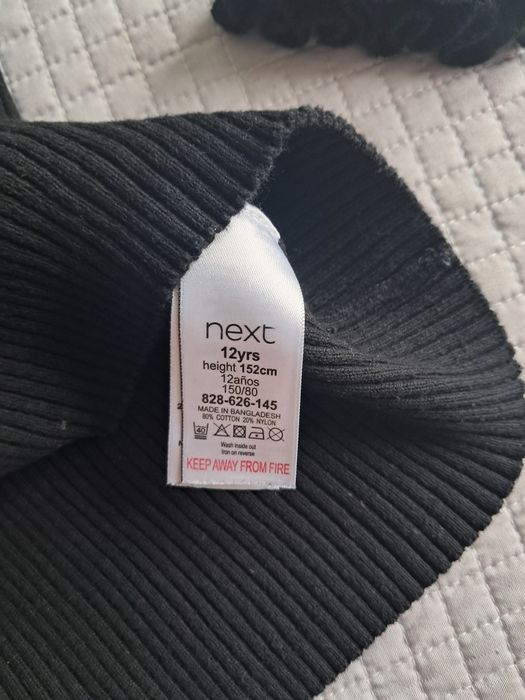 next
12yrs
height 152cm
12años
150/80
828-626-145
MADE IN BANGLADESH
80% COTTON 20% NYLON
40
Wash inside out
Iron on reverse
KEEP AWAY FROM FIRE